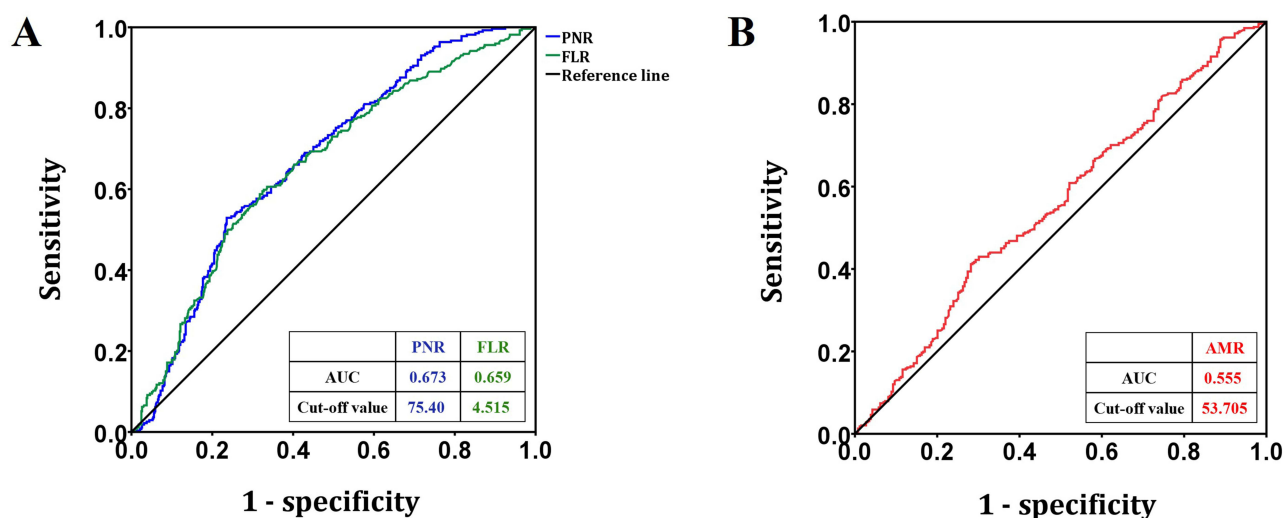 A
Sensitivity
1.0
0.8
0.6
0.4
0.2
0.0
0.0 0.2 0.4 0.6 0.8 1.0
1 - specificity
PNR
FLR
Reference line
PNR FLR
AUC 0.673 0.659
Cut-off value 75.40 4.515
B
Sensitivity
1.0
0.8
0.6
0.4
0.2
0.0
0.0 0.2 0.4 0.6 0.8 1.0
1 - specificity
AMR
AUC 0.555
Cut-off value 53.705